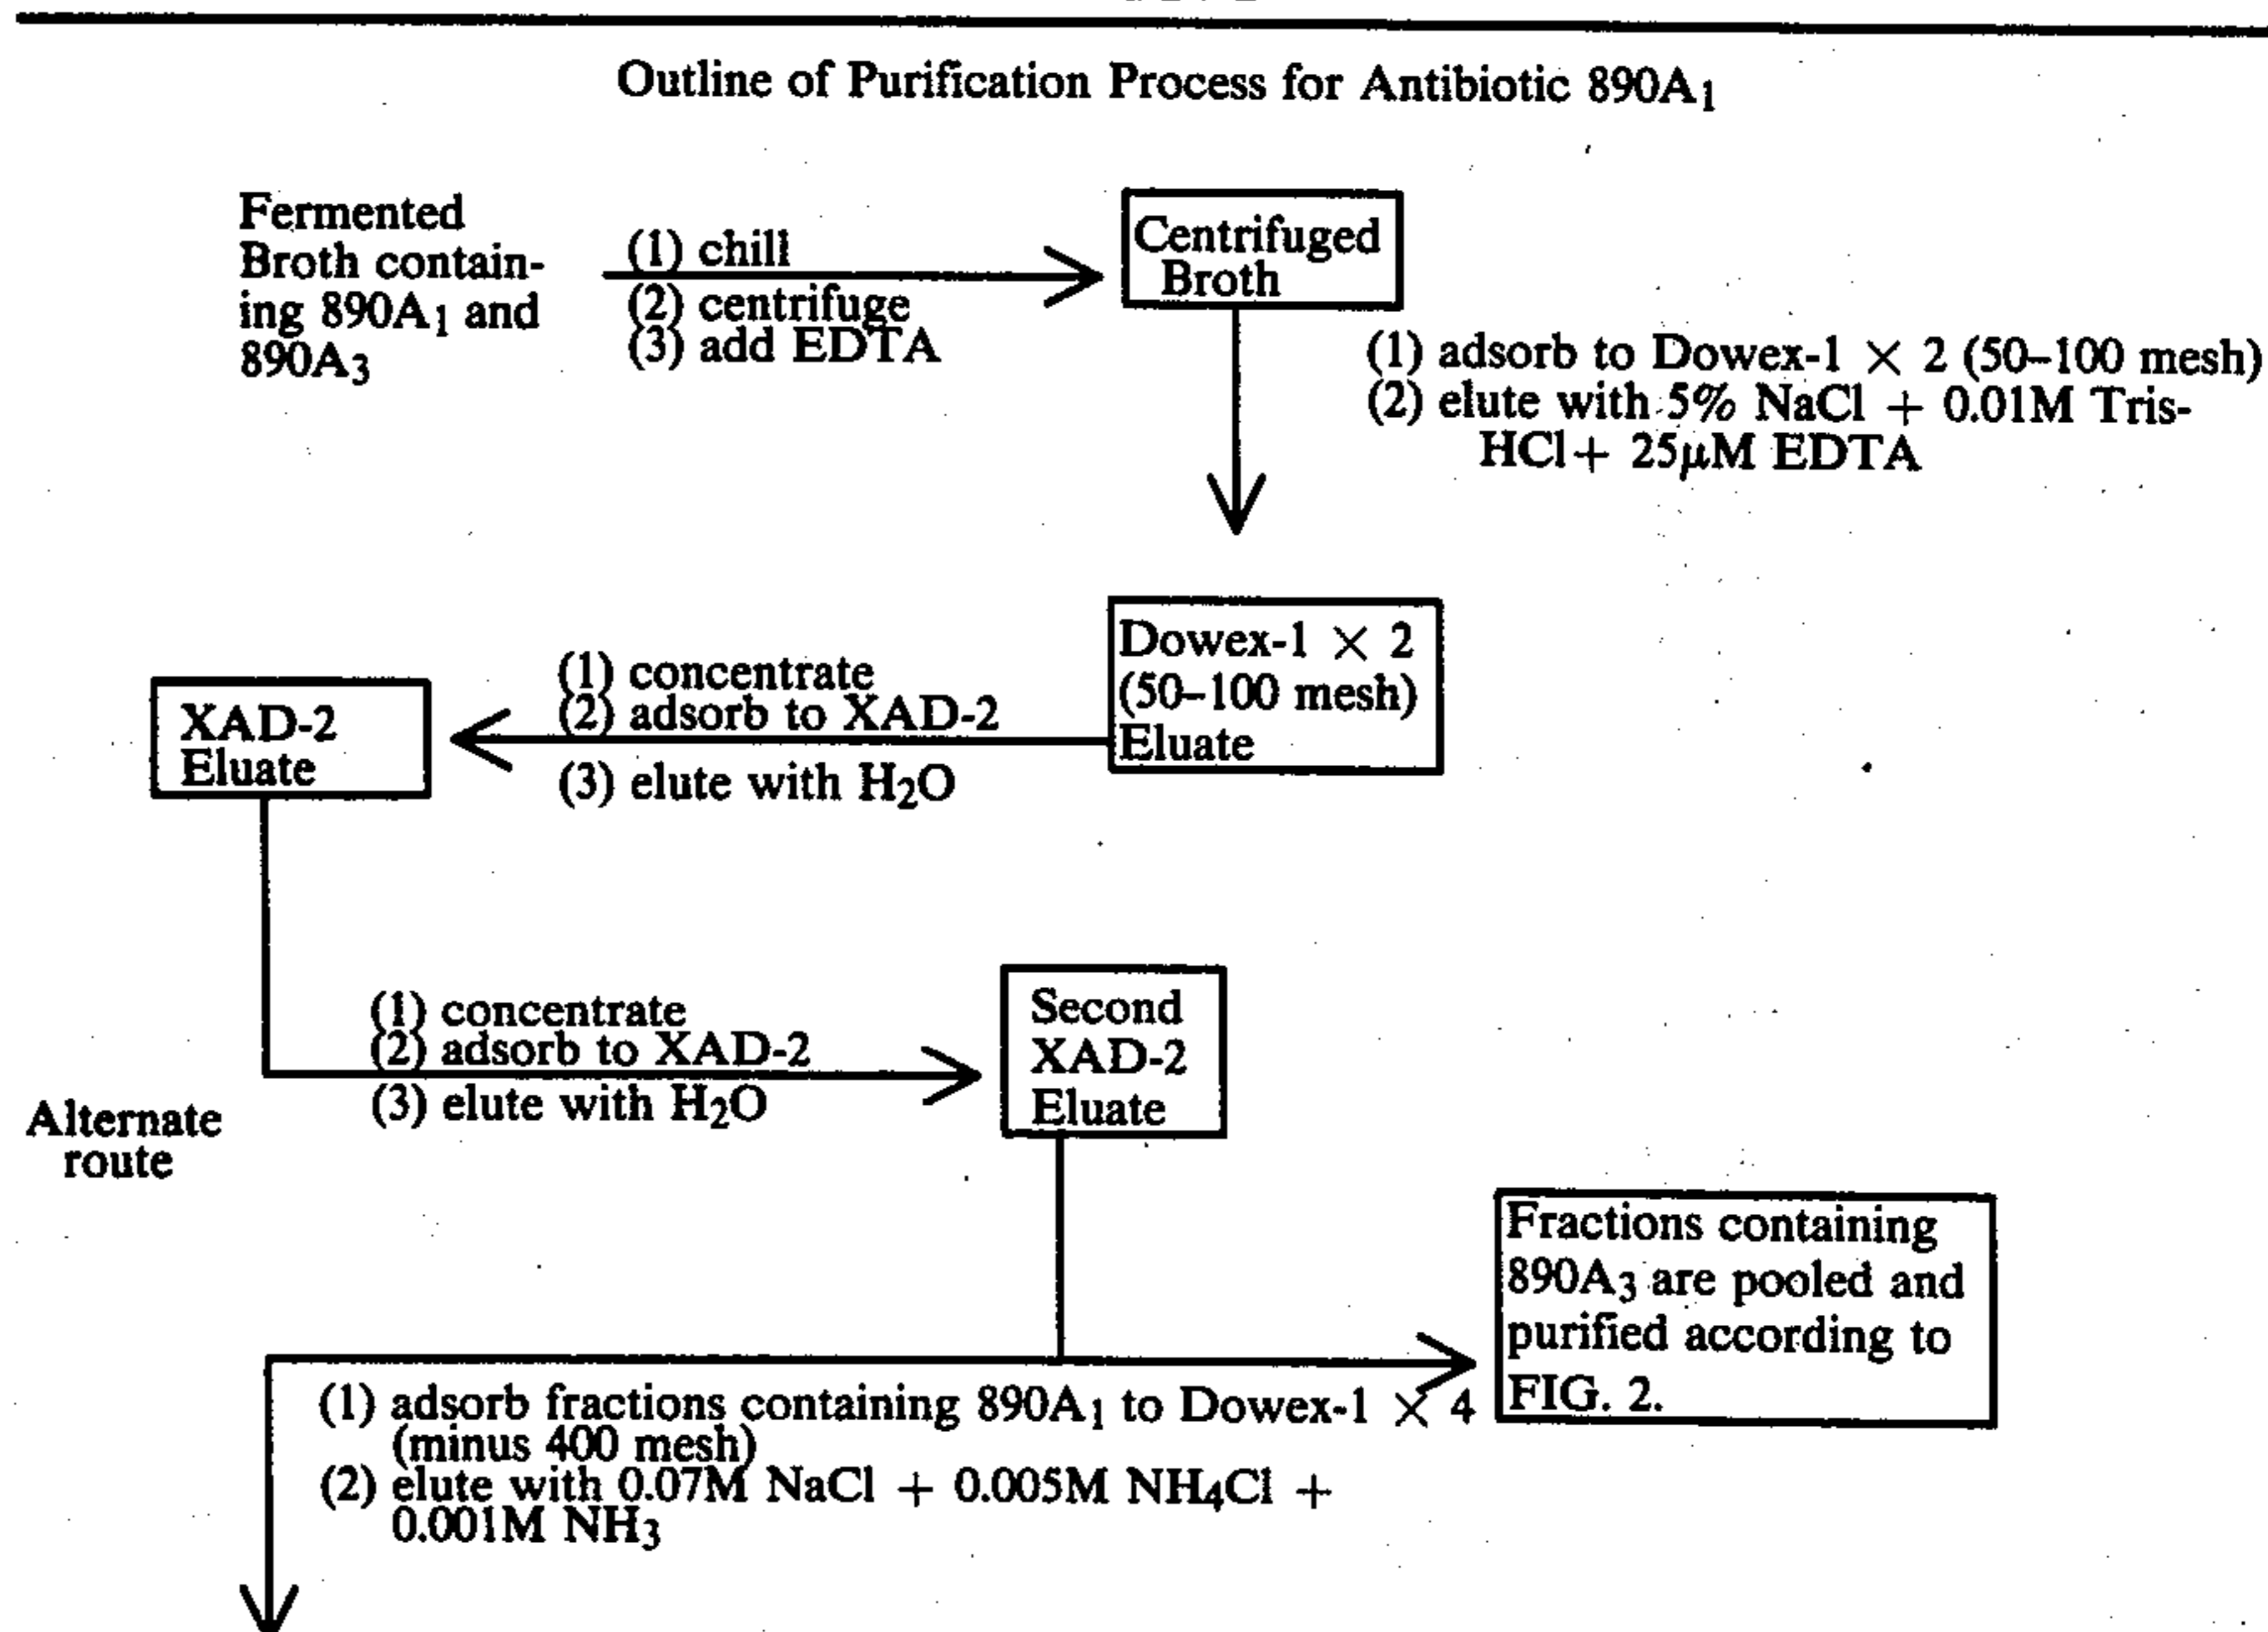 Outline of Purification Process for Antibiotic 890A₁
Fermented
Broth contain-
ing 890A₁ and
890A₃
(1) chill
(2) centrifuge
(3) add EDTA
Centrifuged
Broth
(1) adsorb to Dowex-1 × 2 (50–100 mesh)
(2) elute with 5% NaCl + 0.01M Tris-
HCl + 25μM EDTA
Dowex-1 × 2
(50–100 mesh)
Eluate
(1) concentrate
(2) adsorb to XAD-2
(3) elute with H₂O
XAD-2
Eluate
(1) concentrate
(2) adsorb to XAD-2
(3) elute with H₂O
Second
XAD-2
Eluate
Alternate
route
Fractions containing
890A₃ are pooled and
purified according to
FIG. 2.
(1) adsorb fractions containing 890A₁ to Dowex-1 × 4
(minus 400 mesh)
(2) elute with 0.07M NaCl + 0.005M NH₄Cl +
0.001M NH₃